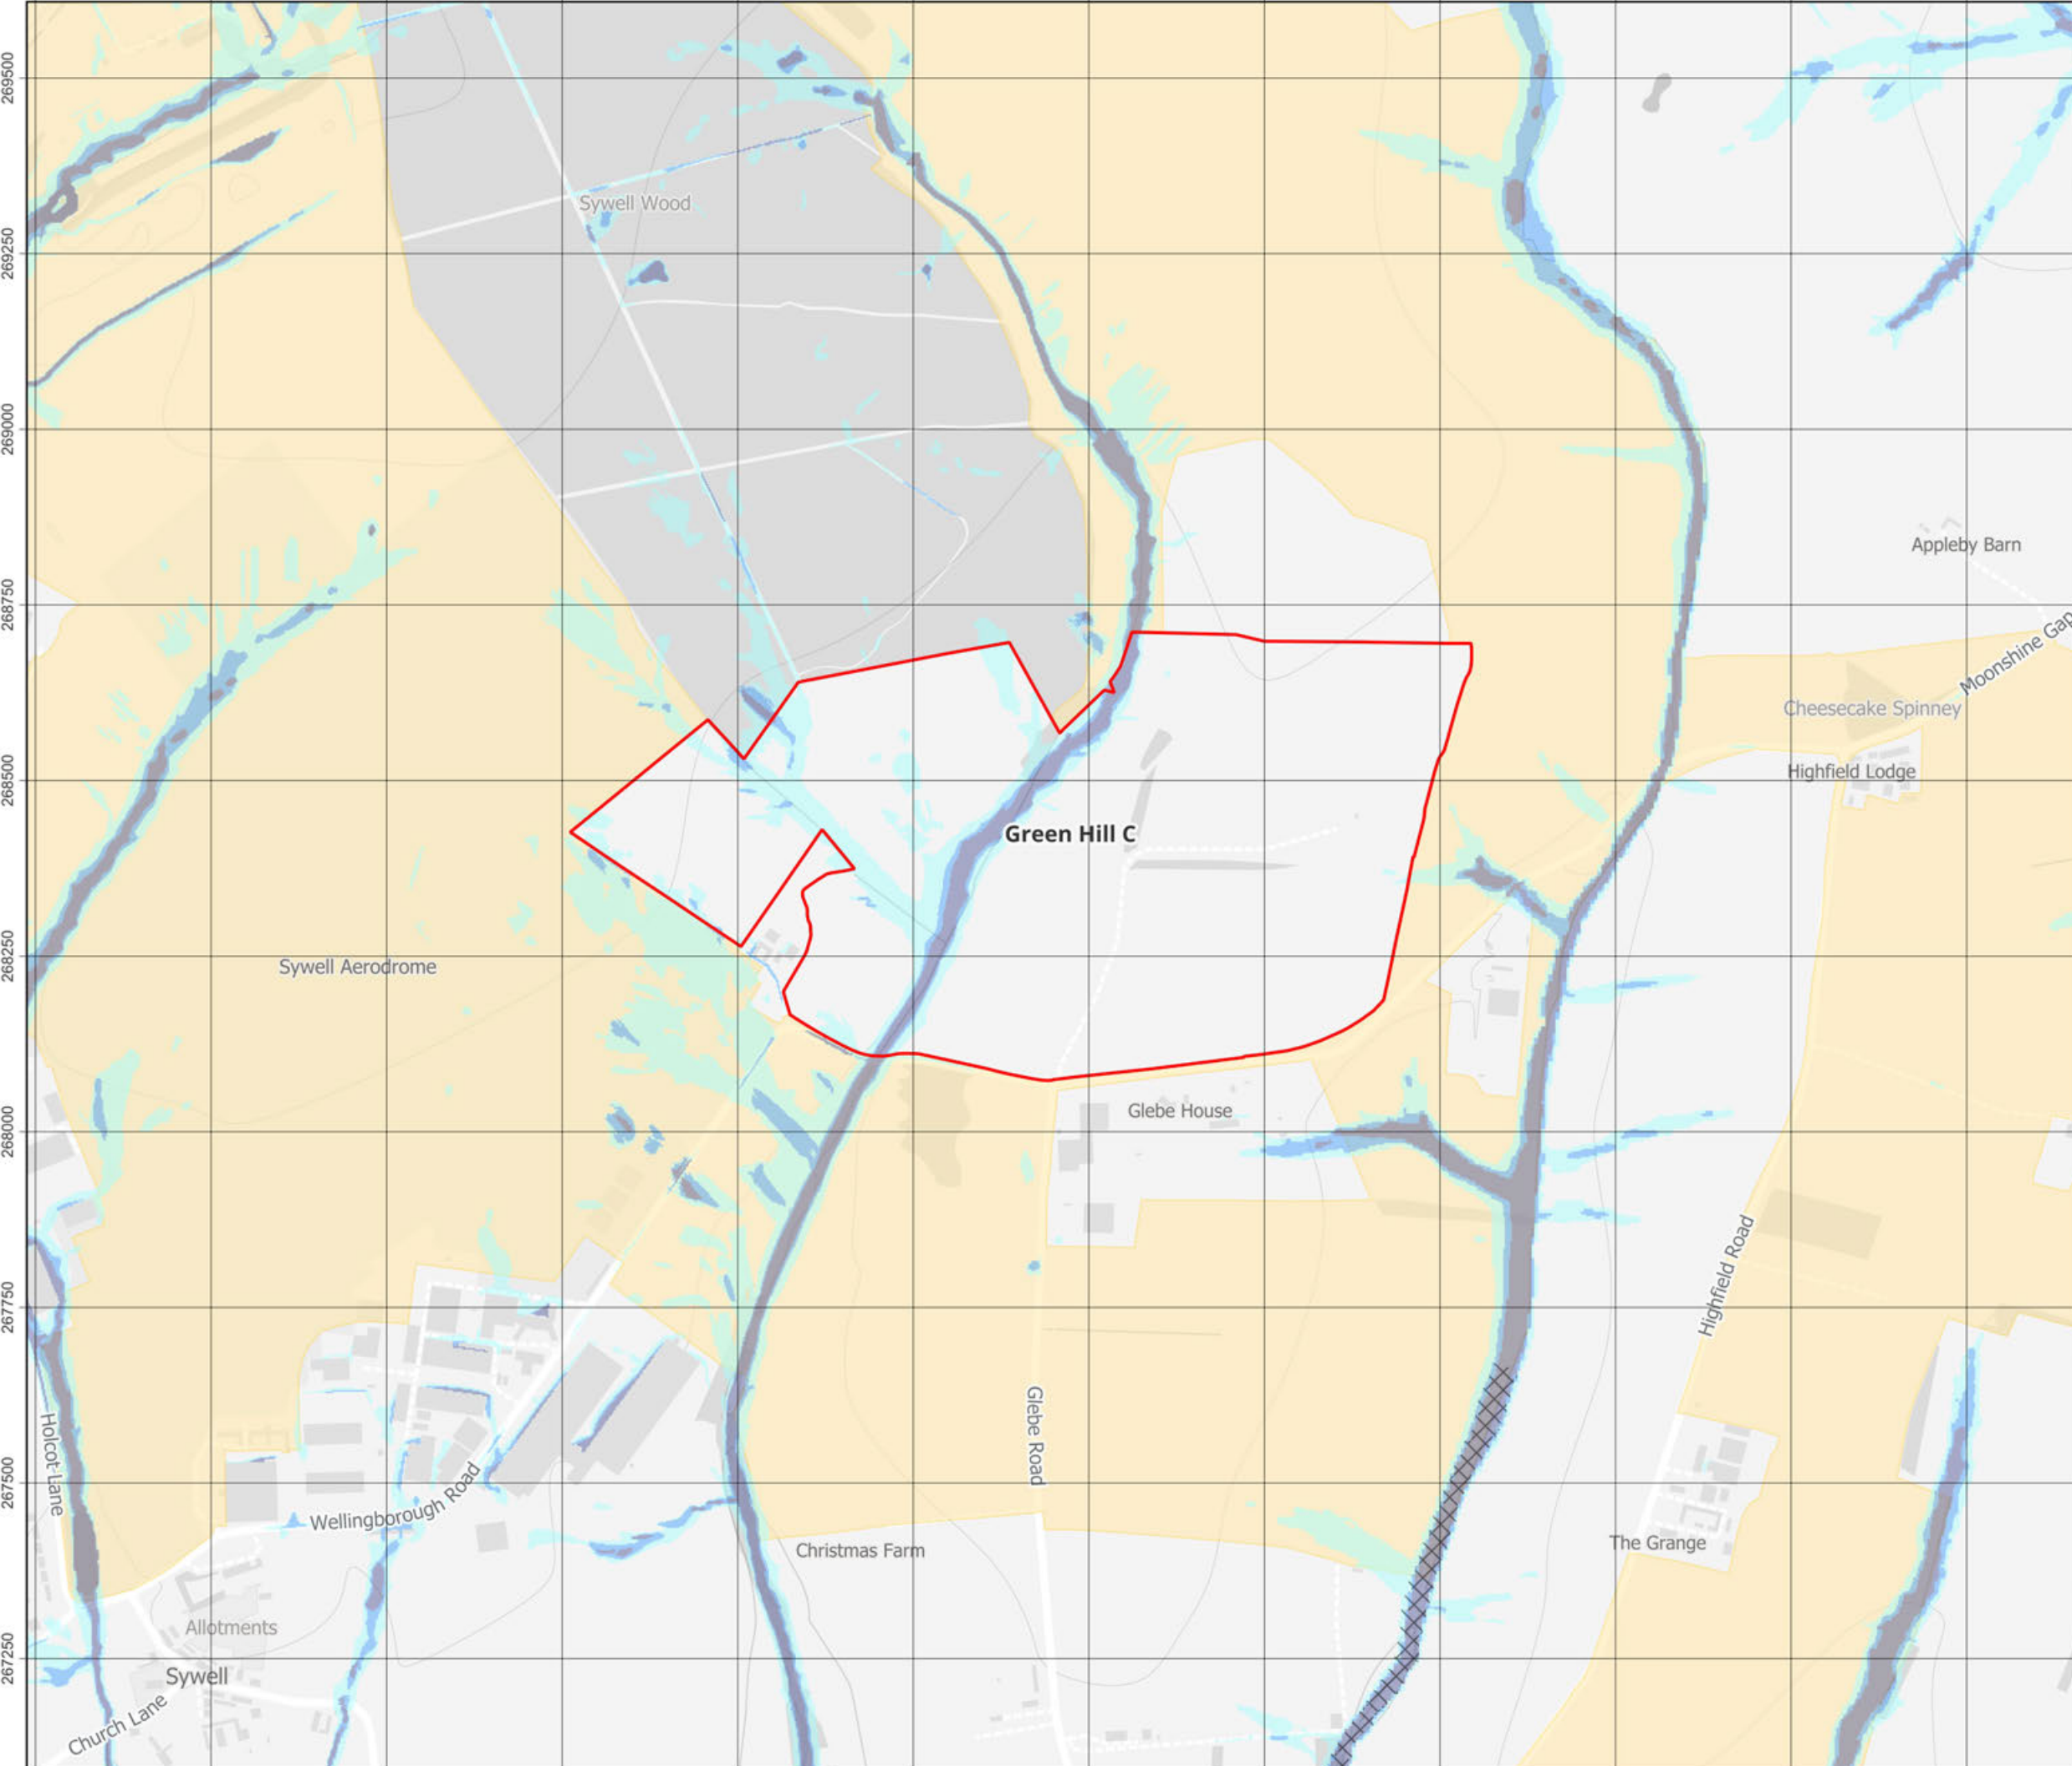 269500
Sywell Wood
269250
269000
Appleby Barn
268750
Moonshine Gap
Cheesecake Spinney
Highfield Lodge
268500
Green Hill C
268250
Sywell Aerodrome
Glebe House
268000
Highfield Road
267750
Glebe Road
Holcot Lane
267500
Wellingborough Road
Christmas Farm
The Grange
Allotments
267250
Sywell
Church Lane